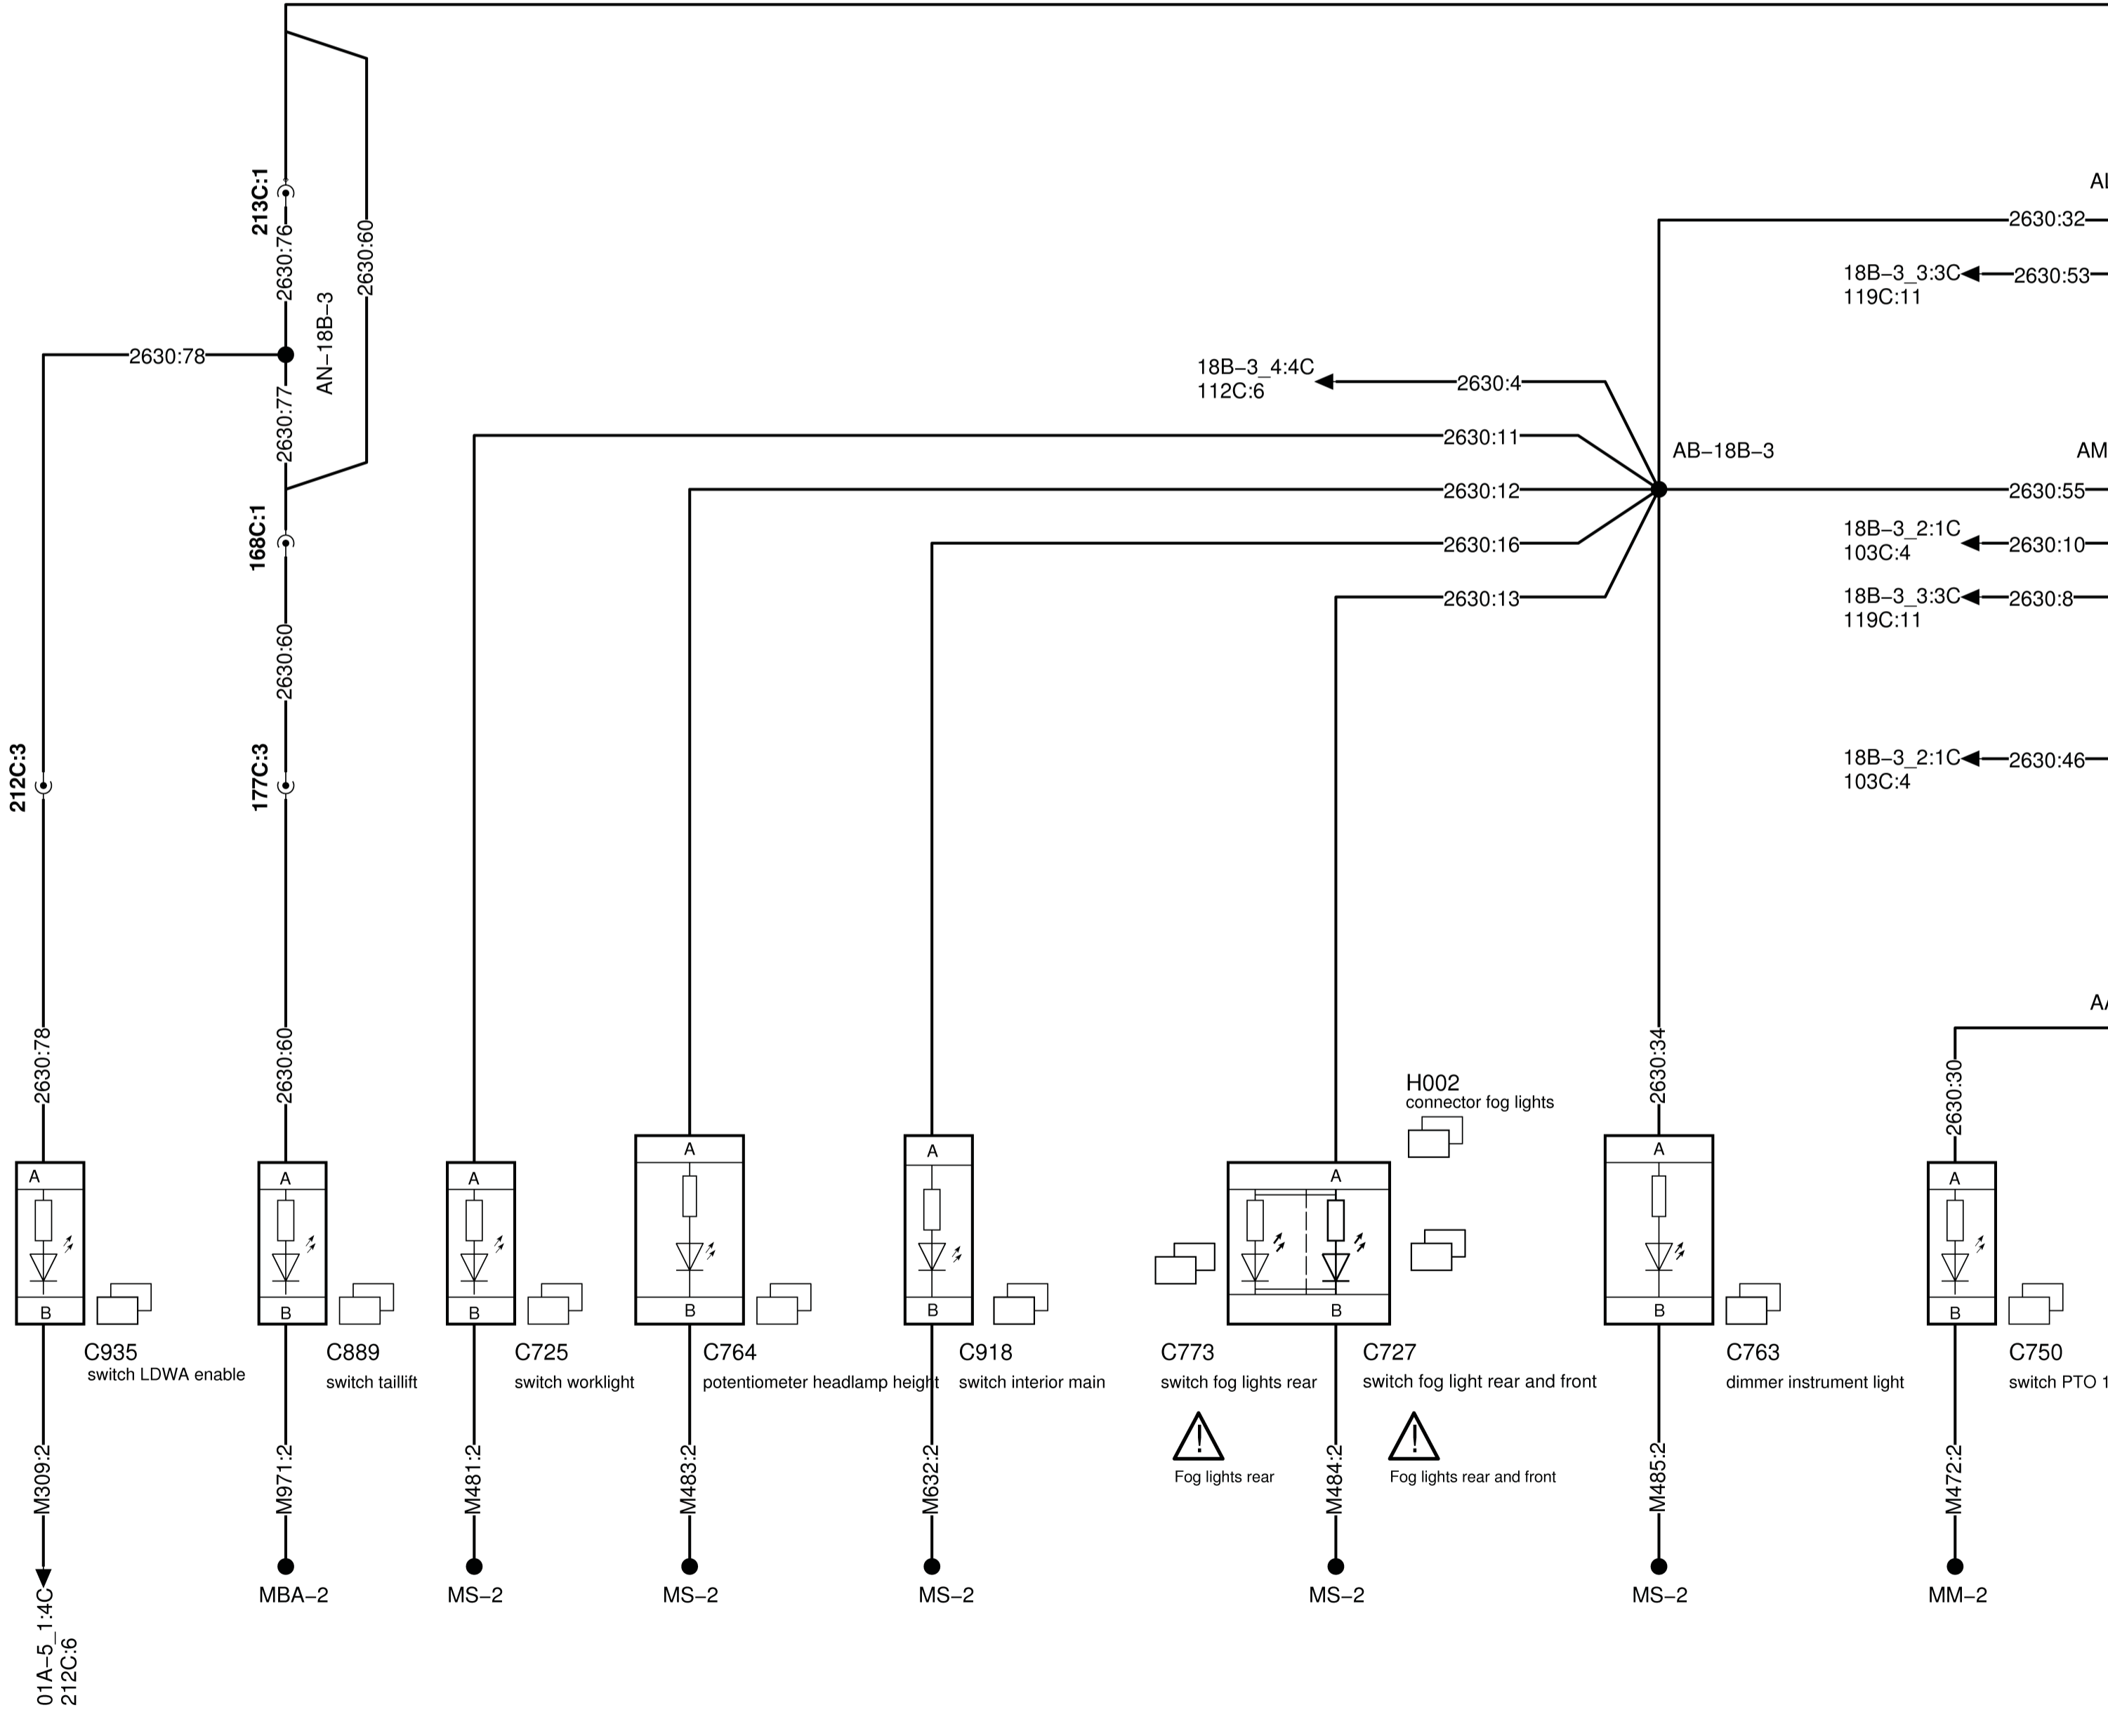 213C:1
2630:76
2630:60
AN−18B−3
2630:78
2630:77
168C:1
2630:60
212C:3
177C:3
2630:78
2630:60
AL
2630:32
18B−3_3:3C
2630:53
119C:11
18B−3_4:4C
2630:4
112C:6
2630:11
AB−18B−3
AM
2630:12
2630:55
18B−3_2:1C
2630:16
2630:10
103C:4
2630:13
18B−3_3:3C
2630:8
119C:11
18B−3_2:1C
2630:46
103C:4
AA
2630:34
2630:30
H002
connector fog lights
A
A
A
A
A
A
A
A
B
B
B
B
B
B
B
B
C935
switch LDWA enable
C889
switch taillift
C725
switch worklight
C764
potentiometer headlamp height
C918
switch interior main
C773
switch fog lights rear
C727
switch fog light rear and front
C763
dimmer instrument light
C750
switch PTO 1
!
Fog lights rear
!
Fog lights rear and front
M309:2
M971:2
M481:2
M483:2
M632:2
M484:2
M485:2
M472:2
MBA−2
MS−2
MS−2
MS−2
MS−2
MS−2
MM−2
01A−5_1:4C
212C:6